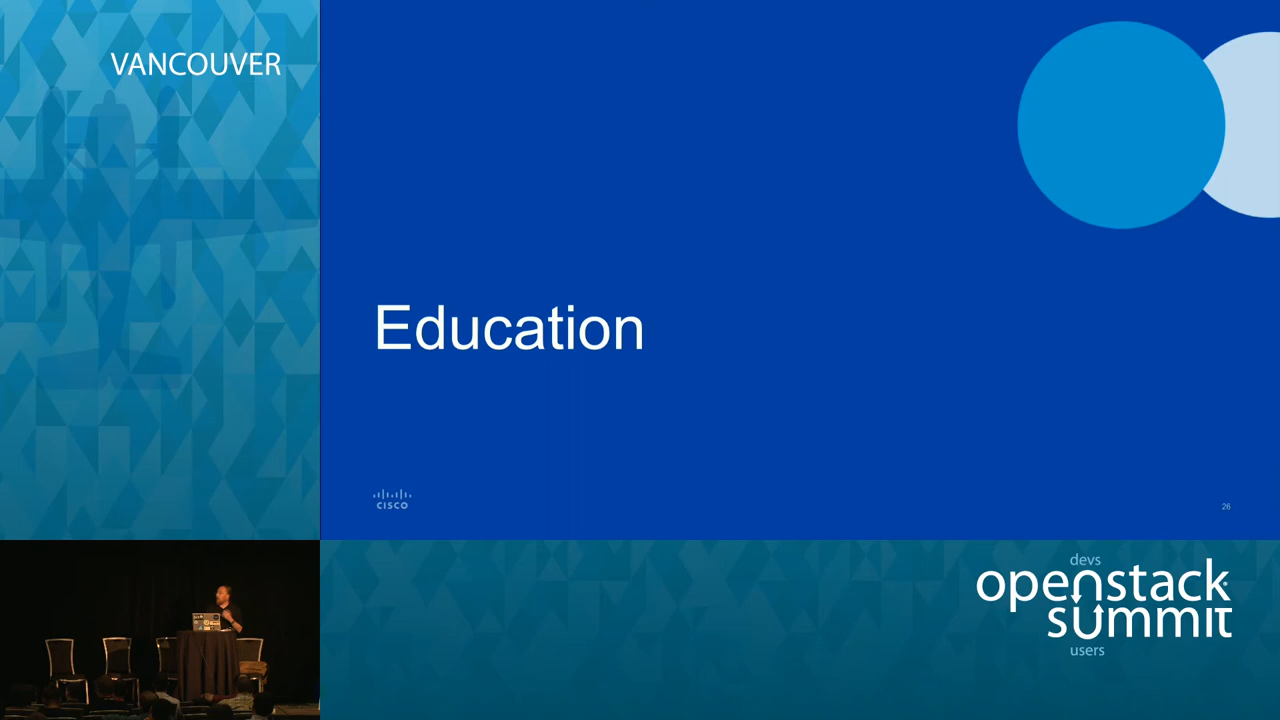 VANCOUVER
Education
CISCO
26
devs
openstack
summit
users